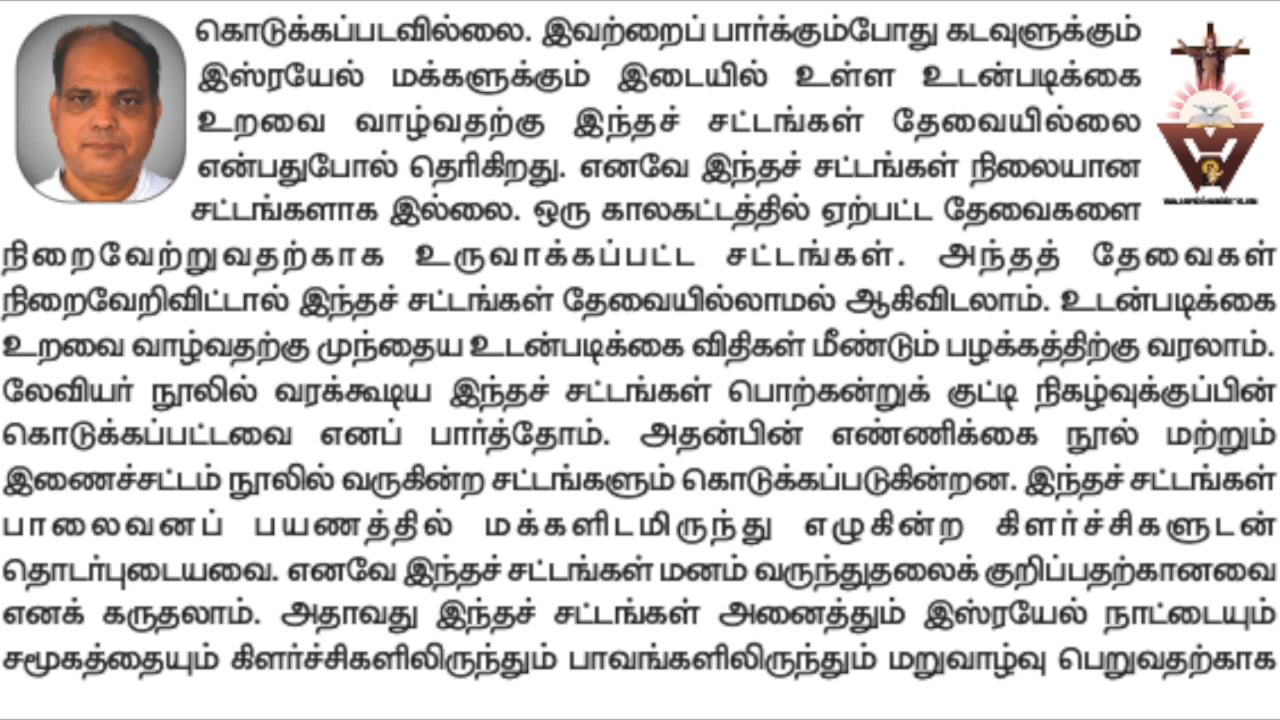 கொடுக்கப்படவில்லை. இவற்றைப் பார்க்கும்போது கடவுளுக்கும்
இஸ்ரயேல் மக்களுக்கும் இடையில் உள்ள உடன்படிக்கை
உறவை வாழ்வதற்கு இந்தச் சட்டங்கள் தேவையில்லை
என்பதுபோல் தெரிகிறது. எனவே இந்தச் சட்டங்கள் நிலையான
சட்டங்களாக இல்லை. ஒரு காலகட்டத்தில் ஏற்பட்ட தேவைகளை
நிறைவேற்றுவதற்காக உருவாக்கப்பட்ட சட்டங்கள். அந்தத் தேவைகள்
நிறைவேறிவிட்டால் இந்தச் சட்டங்கள் தேவையில்லாமல் ஆகிவிடலாம். உடன்படிக்கை
உறவை வாழ்வதற்கு முந்தைய உடன்படிக்கை விதிகள் மீண்டும் பழக்கத்திற்கு வரலாம்.
லேவியர் நூலில் வரக்கூடிய இந்தச் சட்டங்கள் பொற்கன்றுக் குட்டி நிகழ்வுக்குப்பின்
கொடுக்கப்பட்டவை எனப் பார்த்தோம். அதன்பின் எண்ணிக்கை நூல் மற்றும்
இணைச்சட்டம் நூலில் வருகின்ற சட்டங்களும் கொடுக்கப்படுகின்றன. இந்தச் சட்டங்கள்
பாலைவனப் பயணத்தில் மக்களிடமிருந்து எழுகின்ற கிளர்ச்சிகளுடன்
தொடர்புடையவை. எனவே இந்தச் சட்டங்கள் மனம் வருந்துதலைக் குறிப்பதற்கானவை
எனக் கருதலாம். அதாவது இந்தச் சட்டங்கள் அனைத்தும் இஸ்ரயேல் நாட்டையும்
சமூகத்தையும் கிளர்ச்சிகளிலிருந்தும் பாவங்களிலிருந்தும் மறுவாழ்வு பெறுவதற்காக